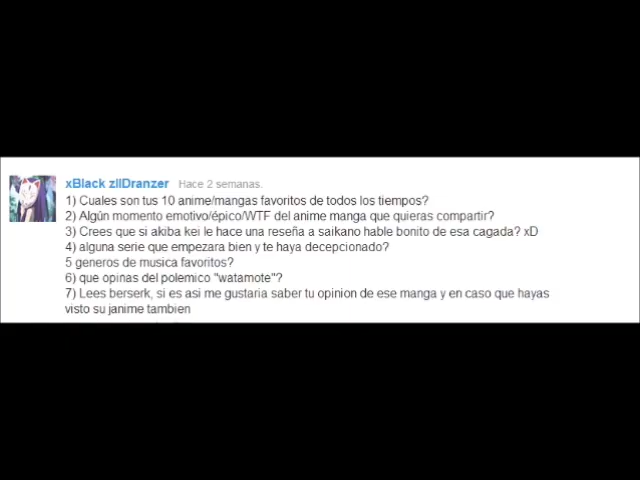 xBlack zllDranzer Hace 2 semanas.
1) Cuales son tus 10 anime/mangas favoritos de todos los tiempos?
2) Algún momento emotivo/épico/WTF del anime manga que quieras compartir?
3) Crees que si akiba kei le hace una reseña a saikano hable bonito de esa cagada? xD
4) alguna serie que empezara bien y te haya decepcionado?
5 generos de musica favoritos?
6) que opinas del polemico "watamote"?
7) Lees berserk, si es asi me gustaria saber tu opinion de ese manga y en caso que hayas
visto su janime tambien